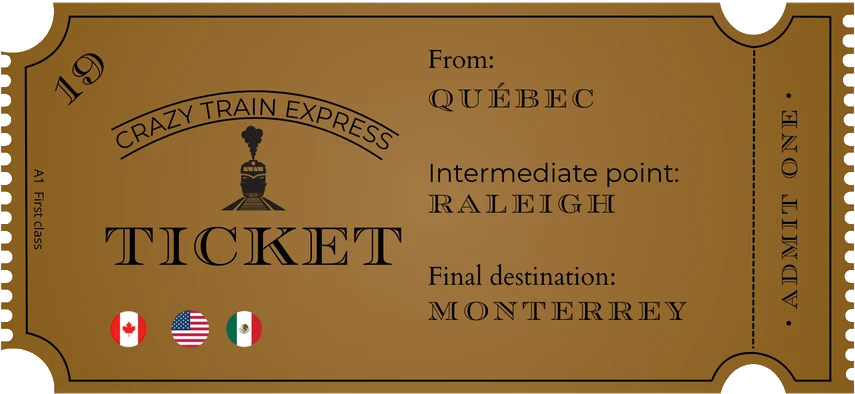 19
CRAZY TRAIN EXPRESS
TICKET
A1 First class
From:
QUÉBEC
Intermediate point:
RALEIGH
Final destination:
MONTERREY
• ADMIT ONE •